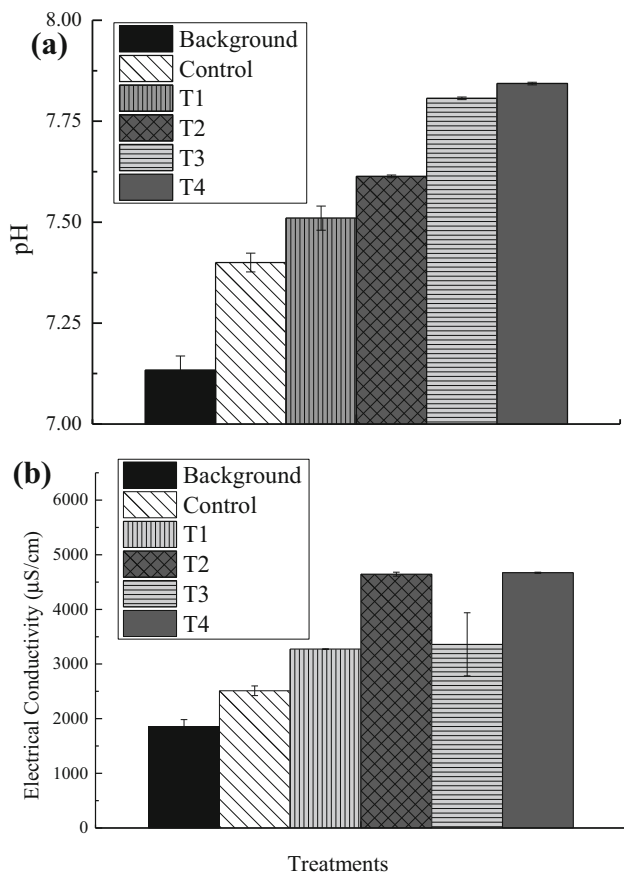 (a)
8.00
7.75
7.50
7.25
7.00
pH
Background
Control
T1
T2
T3
T4
(b)
6000
5000
4000
3000
2000
1000
0
Electrical Conductivity (µS/cm)
Background
Control
T1
T2
T3
T4
Treatments